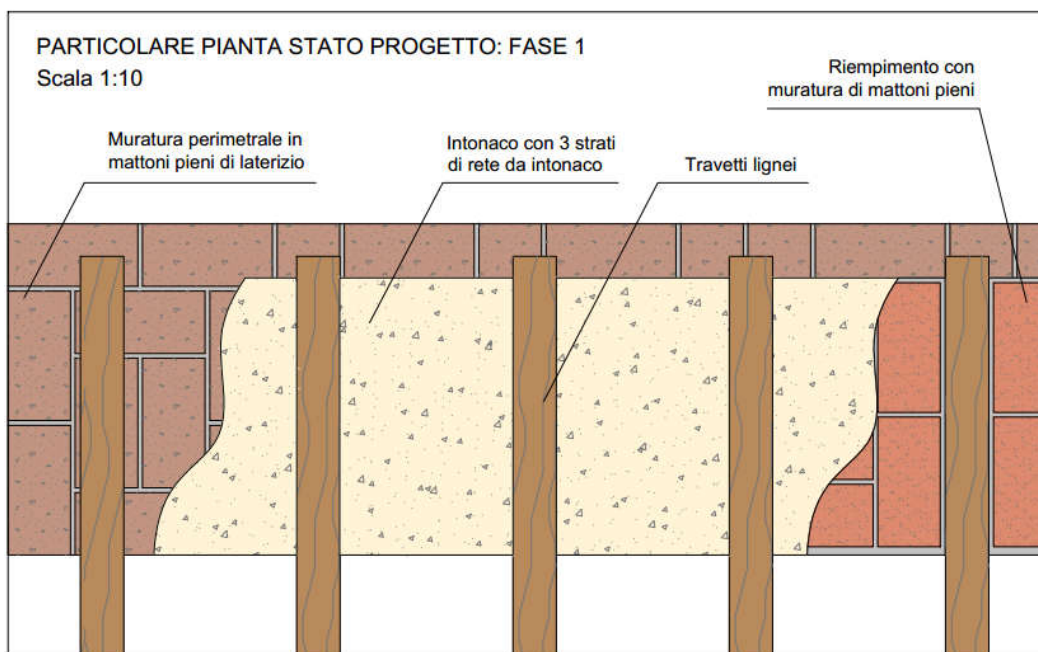 PARTICOLARE PIANTA STATO PROGETTO: FASE 1
Scala 1:10
Riempimento con
muratura di mattoni pieni
Muratura perimetrale in
mattoni pieni di laterizio
Intonaco con 3 strati
di rete da intonaco
Travetti lignei